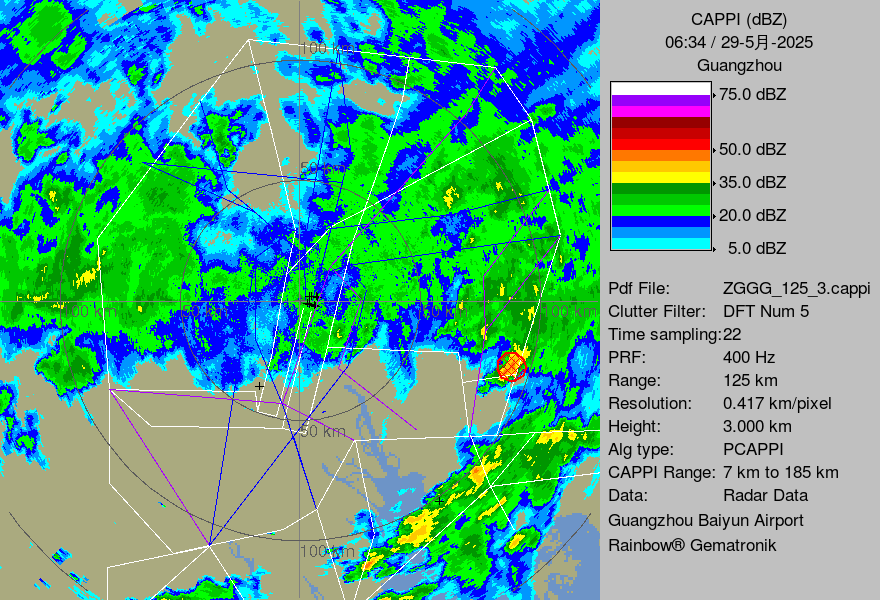 CAPPI (dBZ)
06:34 / 29-5月-2025
Guangzhou
75.0 dBZ
50.0 dBZ
35.0 dBZ
20.0 dBZ
5.0 dBZ
Pdf File: ZGGG_125_3.cappi
Clutter Filter: DFT Num 5
Time sampling:22
PRF: 400 Hz
Range: 125 km
Resolution: 0.417 km/pixel
Height: 3.000 km
Alg type: PCAPPI
CAPPI Range: 7 km to 185 km
Data: Radar Data
Guangzhou Baiyun Airport
Rainbow® Gematronik
100 km
50 km
100 km
100 km
50 km
100 km